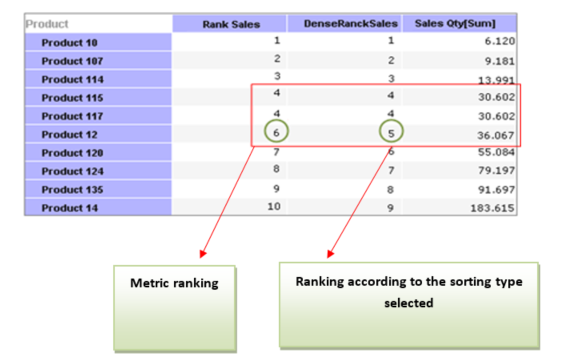 Product Rank Sales DenseRanckSales Sales Qty[Sum]
Product 10 1 1 6.120
Product 107 2 2 9.181
Product 114 3 3 13.991
Product 115 4 4 30.602
Product 117 4 4 30.602
Product 12 6 5 36.067
Product 120 7 6 55.084
Product 124 8 7 79.197
Product 135 9 8 91.697
Product 14 10 9 183.615
Metric ranking
Ranking according to the sorting type
selected